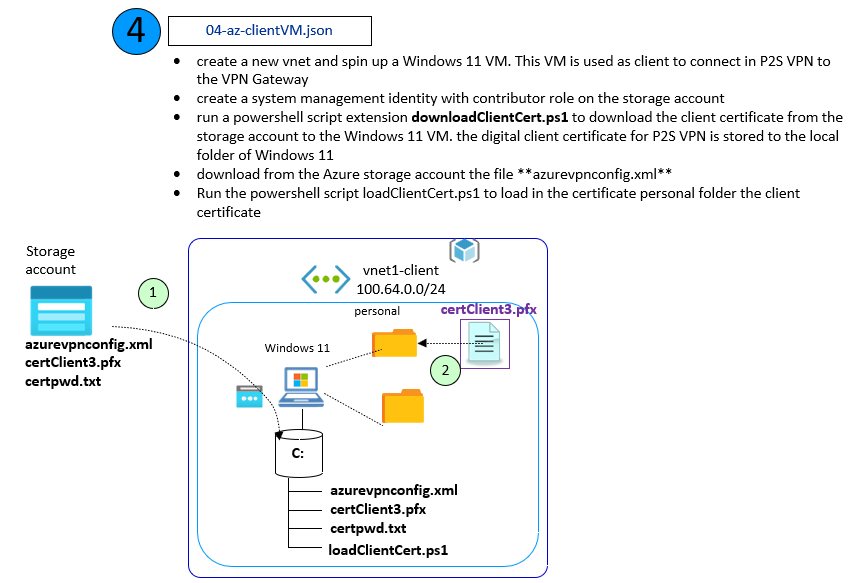 4
04-az-clientVM.json
• create a new vnet and spin up a Windows 11 VM. This VM is used as client to connect in P2S VPN to
the VPN Gateway
• create a system management identity with contributor role on the storage account
• run a powershell script extension downloadClientCert.ps1 to download the client certificate from the
storage account to the Windows 11 VM. the digital client certificate for P2S VPN is stored to the local
folder of Windows 11
• download from the Azure storage account the file **azurevpnconfig.xml**
• Run the powershell script loadClientCert.ps1 to load in the certificate personal folder the client
certificate
Storage
account
1
azurevpnconfig.xml
certClient3.pfx
certpwd.txt
vnet1-client
100.64.0.0/24
personal
certClient3.pfx
Windows 11
2
C:
azurevpnconfig.xml
certClient3.pfx
certpwd.txt
loadClientCert.ps1